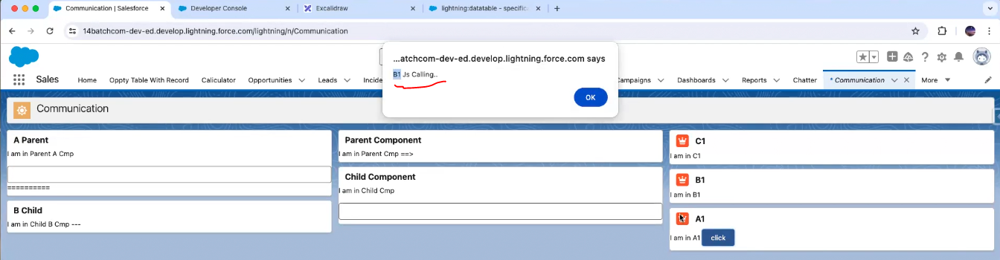 Communication | Salesforce
Developer Console
Excalidraw
lightning:datatable - specific
14batchcom-dev-ed.develop.lightning.force.com/lightning/n/Communication
...atchcom-dev-ed.develop.lightning.force.com says
B1 Js Calling..
OK
Sales
Home
Oppty Table With Record
Calculator
Opportunities
Leads
Campaigns
Dashboards
Reports
Chatter
* Communication
More
Communication
A Parent
I am in Parent A Cmp
==========
B Child
I am in Child B Cmp ---
Parent Component
I am in Parent Cmp ==>
Child Component
I am in Child Cmp
C1
I am in C1
B1
I am in B1
A1
I am in A1
click